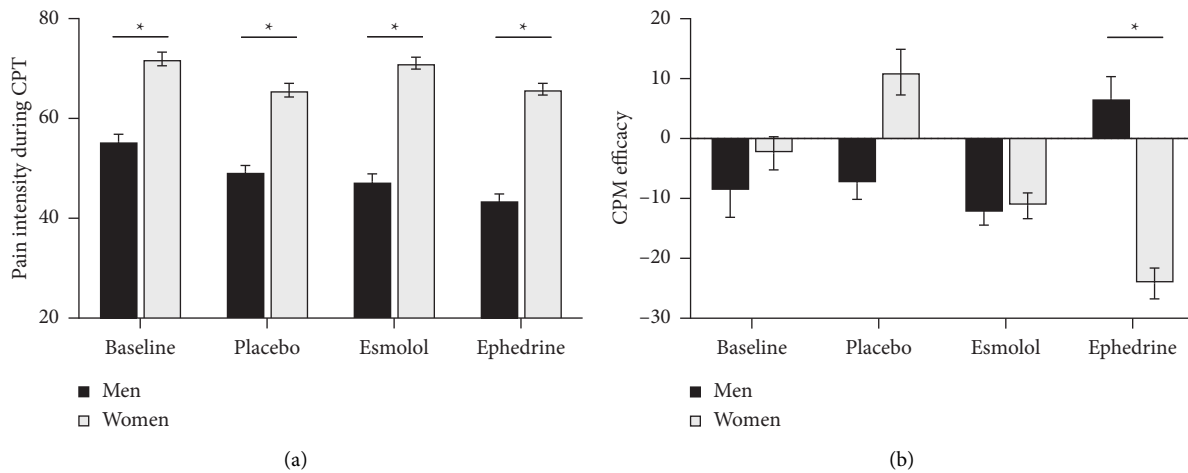 Pain intensity during CPT
80
60
40
20
*
*
*
*
Baseline
Placebo
Esmolol
Ephedrine
Men
Women
(a)
CPM efficacy
20
10
0
−10
−20
−30
*
Baseline
Placebo
Esmolol
Ephedrine
Men
Women
(b)